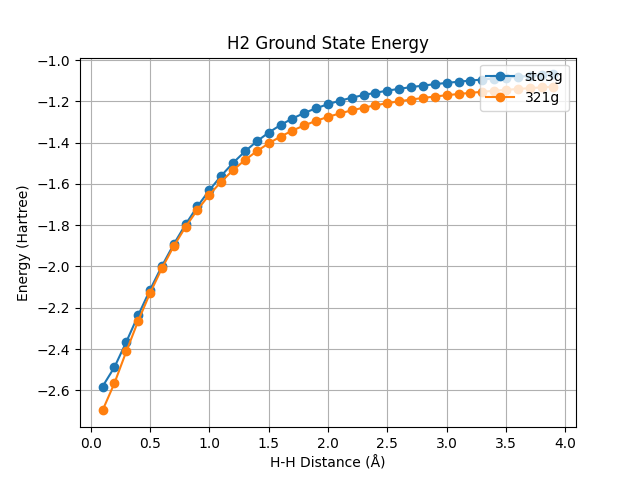 H2 Ground State Energy
Energy (Hartree)
−1.0
−1.2
−1.4
−1.6
−1.8
−2.0
−2.2
−2.4
−2.6
sto3g
321g
0.0 0.5 1.0 1.5 2.0 2.5 3.0 3.5 4.0
H-H Distance (Å)